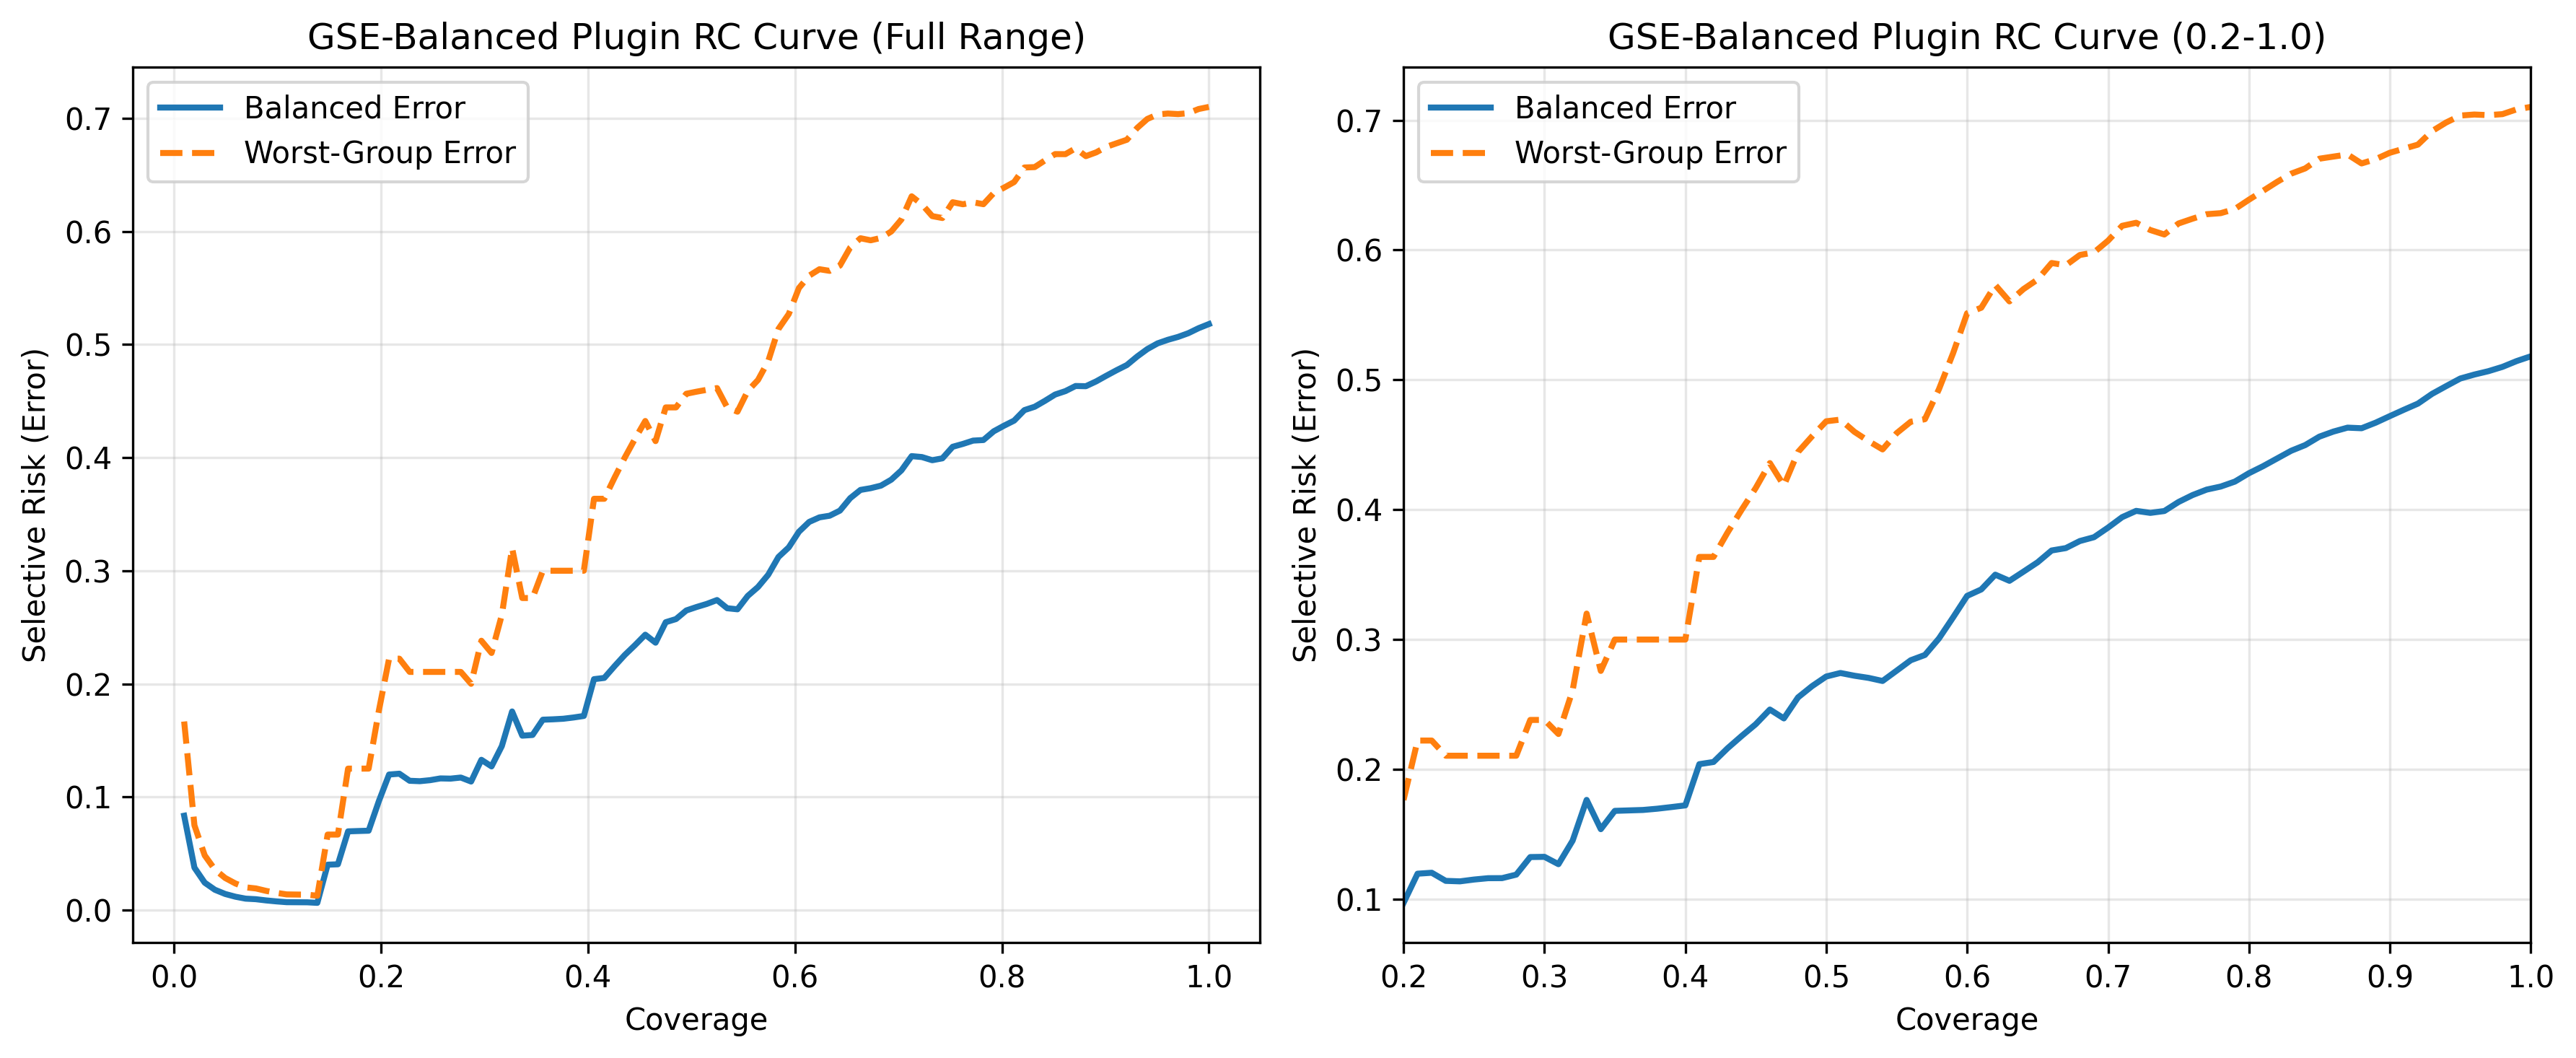 GSE-Balanced Plugin RC Curve (Full Range)
Balanced Error
Worst-Group Error
Selective Risk (Error)
0.7
0.6
0.5
0.4
0.3
0.2
0.1
0.0
0.0 0.2 0.4 0.6 0.8 1.0
Coverage
GSE-Balanced Plugin RC Curve (0.2-1.0)
Balanced Error
Worst-Group Error
Selective Risk (Error)
0.7
0.6
0.5
0.4
0.3
0.2
0.1
0.2 0.3 0.4 0.5 0.6 0.7 0.8 0.9 1.0
Coverage